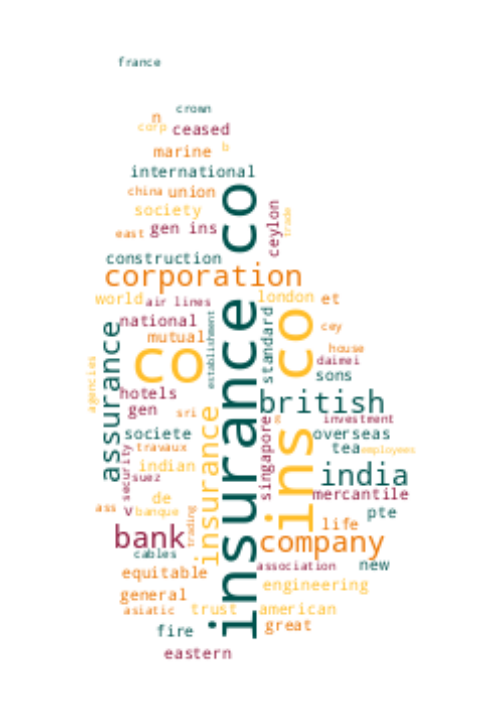 france
crown
n
corp
ceased
marine
b
international
china
union
co
society
ceylon
trade
east
gen ins
construction
corporation
world
air lines
london
et
national
establishment
standard
ins co
cey
mutual
assurance
co
house
daimei
sons
agencies
hotels
insurance co
british
gen
sri
insurance
singapore
investment
societe
overseas
travaux
tea
employees
security
indian
india
suez
mercantile
de
ass
v
banque
trading
pte
life
bank
company
cables
association
new
equitable
engineering
general
asiatic
trust
american
fire
great
eastern